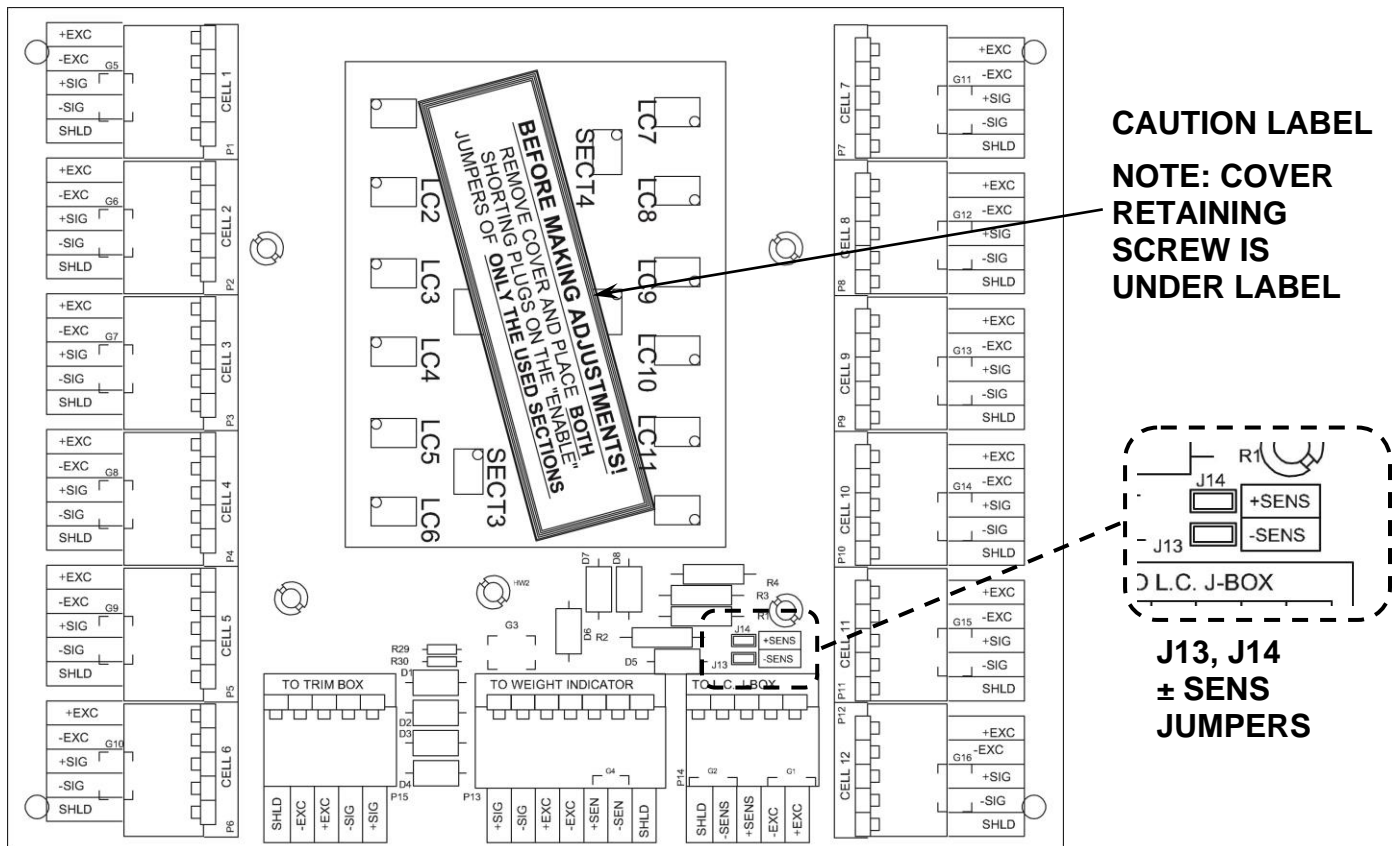 +EXC
-EXC
G5
+SIG
-SIG
SHLD
CELL 1
P1
+EXC
-EXC
G6
+SIG
-SIG
SHLD
CELL 2
P2
+EXC
-EXC
G7
+SIG
-SIG
SHLD
CELL 3
P3
+EXC
-EXC
G8
+SIG
-SIG
SHLD
CELL 4
P4
+EXC
-EXC
G9
+SIG
-SIG
SHLD
CELL 5
P5
+EXC
-EXC
G10
+SIG
-SIG
SHLD
CELL 6
P6
LC2
LC3
LC4
LC5
LC6
SECT4
SECT3
BEFORE MAKING ADJUSTMENTS!
REMOVE COVER AND PLACE BOTH
SHORTING PLUGS ON THE "ENABLE"
JUMPERS OF ONLY THE USED SECTIONS
LC7
LC8
LC9
LC10
LC11
CELL 7
P7
+EXC
G11
-EXC
+SIG
-SIG
SHLD
CELL 8
P8
+EXC
-EXC
G12
+SIG
-SIG
SHLD
CELL 9
P9
+EXC
-EXC
G13
+SIG
-SIG
SHLD
CELL 10
P10
+EXC
-EXC
G14
+SIG
-SIG
SHLD
CELL 11
P11
+EXC
-EXC
G15
+SIG
-SIG
SHLD
P12
CELL 12
+EXC
-EXC
G16
+SIG
-SIG
SHLD
HW2
D7
D8
R4
R3
R1
G3
D6
R2
J14
+SENS
R29
R30
D5
J13
-SENS
D1
D2
D3
D4
TO TRIM BOX
P15
SHLD
-EXC
+EXC
-SIG
+SIG
TO WEIGHT INDICATOR
G4
P13
+SIG
-SIG
+EXC
-EXC
+SEN
-SEN
SHLD
TO L.C. J-BOX
P14
G2
G1
SHLD
-SENS
+SENS
-EXC
+EXC
CAUTION LABEL
NOTE: COVER
RETAINING
SCREW IS
UNDER LABEL
R1
J14
+SENS
J13
-SENS
O L.C. J-BOX
J13, J14
± SENS
JUMPERS